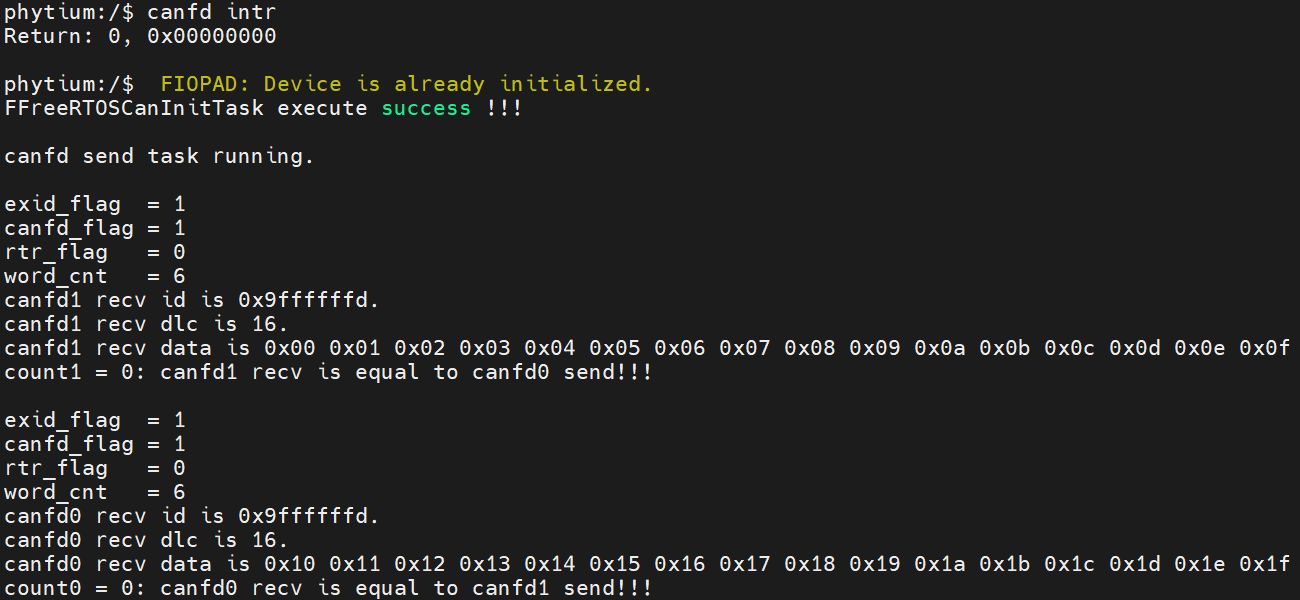 phytium:/$ canfd intr
Return: 0, 0x00000000
phytium:/$  FIOPAD: Device is already initialized.
FFreeRTOSCanInitTask execute success !!!
canfd send task running.
exid_flag  = 1
canfd_flag = 1
rtr_flag   = 0
word_cnt   = 6
canfd1 recv id is 0x9ffffffd.
canfd1 recv dlc is 16.
canfd1 recv data is 0x00 0x01 0x02 0x03 0x04 0x05 0x06 0x07 0x08 0x09 0x0a 0x0b 0x0c 0x0d 0x0e 0x0f
count1 = 0: canfd1 recv is equal to canfd0 send!!!
exid_flag  = 1
canfd_flag = 1
rtr_flag   = 0
word_cnt   = 6
canfd0 recv id is 0x9ffffffd.
canfd0 recv dlc is 16.
canfd0 recv data is 0x10 0x11 0x12 0x13 0x14 0x15 0x16 0x17 0x18 0x19 0x1a 0x1b 0x1c 0x1d 0x1e 0x1f
count0 = 0: canfd0 recv is equal to canfd1 send!!!